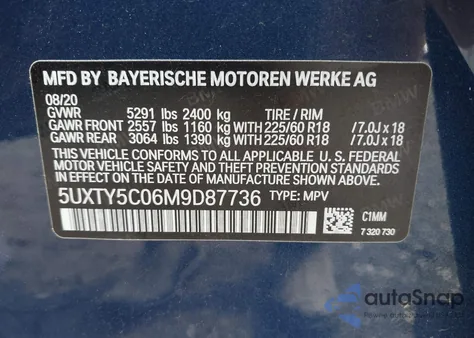 MFD BY BAYERISCHE MOTOREN WERKE AG
08/20
GVWR 5291 lbs 2400 kg TIRE / RIM
GAWR FRONT 2557 lbs 1160 kg WITH 225/60 R18 /7.0J x 18
GAWR REAR 3064 lbs 1390 kg WITH 225/60 R18 /7.0J x 18
THIS VEHICLE CONFORMS TO ALL APPLICABLE U. S. FEDERAL
MOTOR VEHICLE SAFETY AND THEFT PREVENTION STANDARDS
IN EFFECT ON THE DATE OF MANUFACTURE SHOWN ABOVE.
5UXTY5C06M9D87736 TYPE: MPV
C1MM
7 320 730
autoSnap